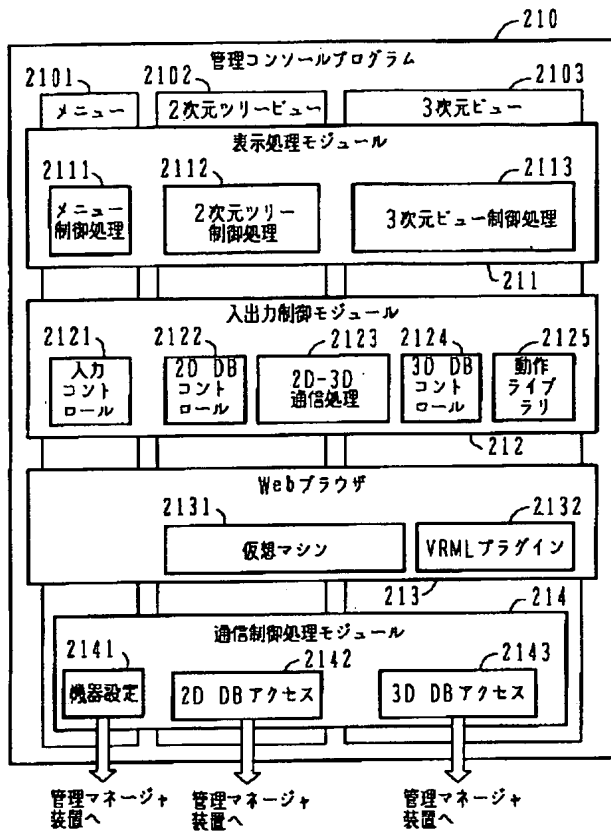 210
管理コンソールプログラム
2101
2102
2103
メニュー
2次元ツリービュー
3次元ビュー
表示処理モジュール
2111
2112
2113
メニュー
制御処理
2次元ツリー
制御処理
3次元ビュー制御処理
211
入出力制御モジュール
2121
2122
2123
2124
2125
入力
コント
ロール
2D DB
コント
ロール
2D-3D
通信処理
3D DB
コント
ロール
動作
ライブ
ラリ
212
Webブラウザ
2131
2132
仮想マシン
VRMLプラグイン
213
214
通信制御処理モジュール
2141
2142
2143
機器設定
2D DBアクセス
3D DBアクセス
管理マネージャ
装置へ
管理マネージャ
装置へ
管理マネージャ
装置へ